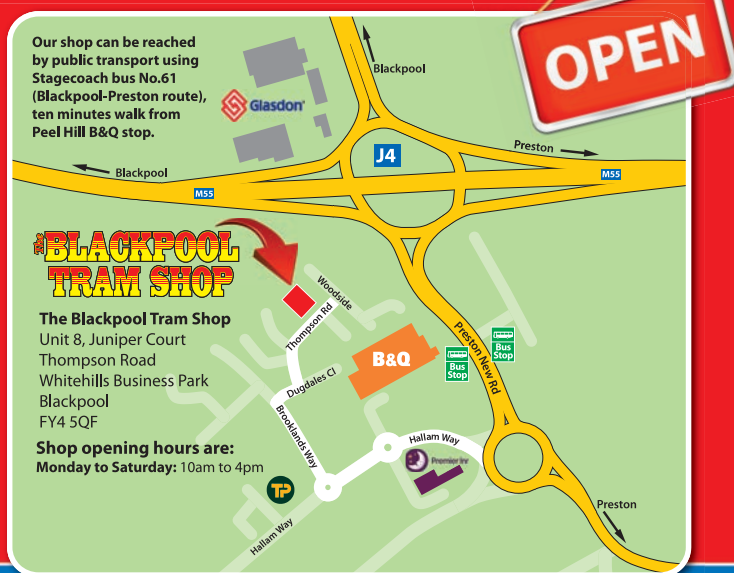 Our shop can be reached
by public transport using
Stagecoach bus No.61
(Blackpool-Preston route),
ten minutes walk from
Peel Hill B&Q stop.
OPEN
Blackpool
Glasdon
J4
Preston
Blackpool
M55
M55
The
BLACKPOOL
TRAM SHOP
Woodside
Thompson Rd
The Blackpool Tram Shop
Unit 8, Juniper Court
Thompson Road
Whitehills Business Park
Blackpool
FY4 5QF
Preston New Rd
Bus
Stop
Bus
Stop
B&Q
Dugdales Cl
Brooklands Way
Shop opening hours are:
Monday to Saturday: 10am to 4pm
Hallam Way
Premier Inn
TP
Hallam Way
Preston